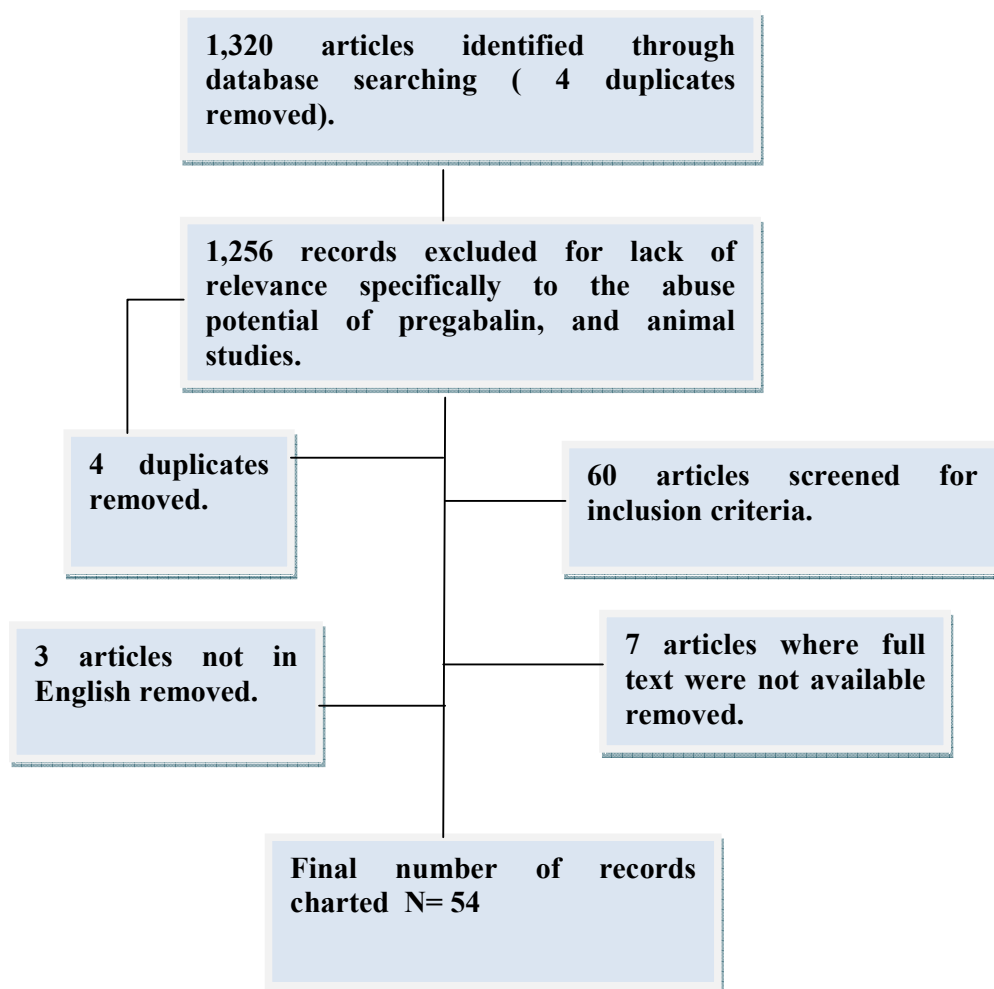 1,320 articles identified through
database searching ( 4 duplicates
removed).
1,256 records excluded for lack of
relevance specifically to the abuse
potential of pregabalin, and animal
studies.
4 duplicates
removed.
60 articles screened for
inclusion criteria.
3 articles not in
English removed.
7 articles where full
text were not available
removed.
Final number of records
charted N= 54